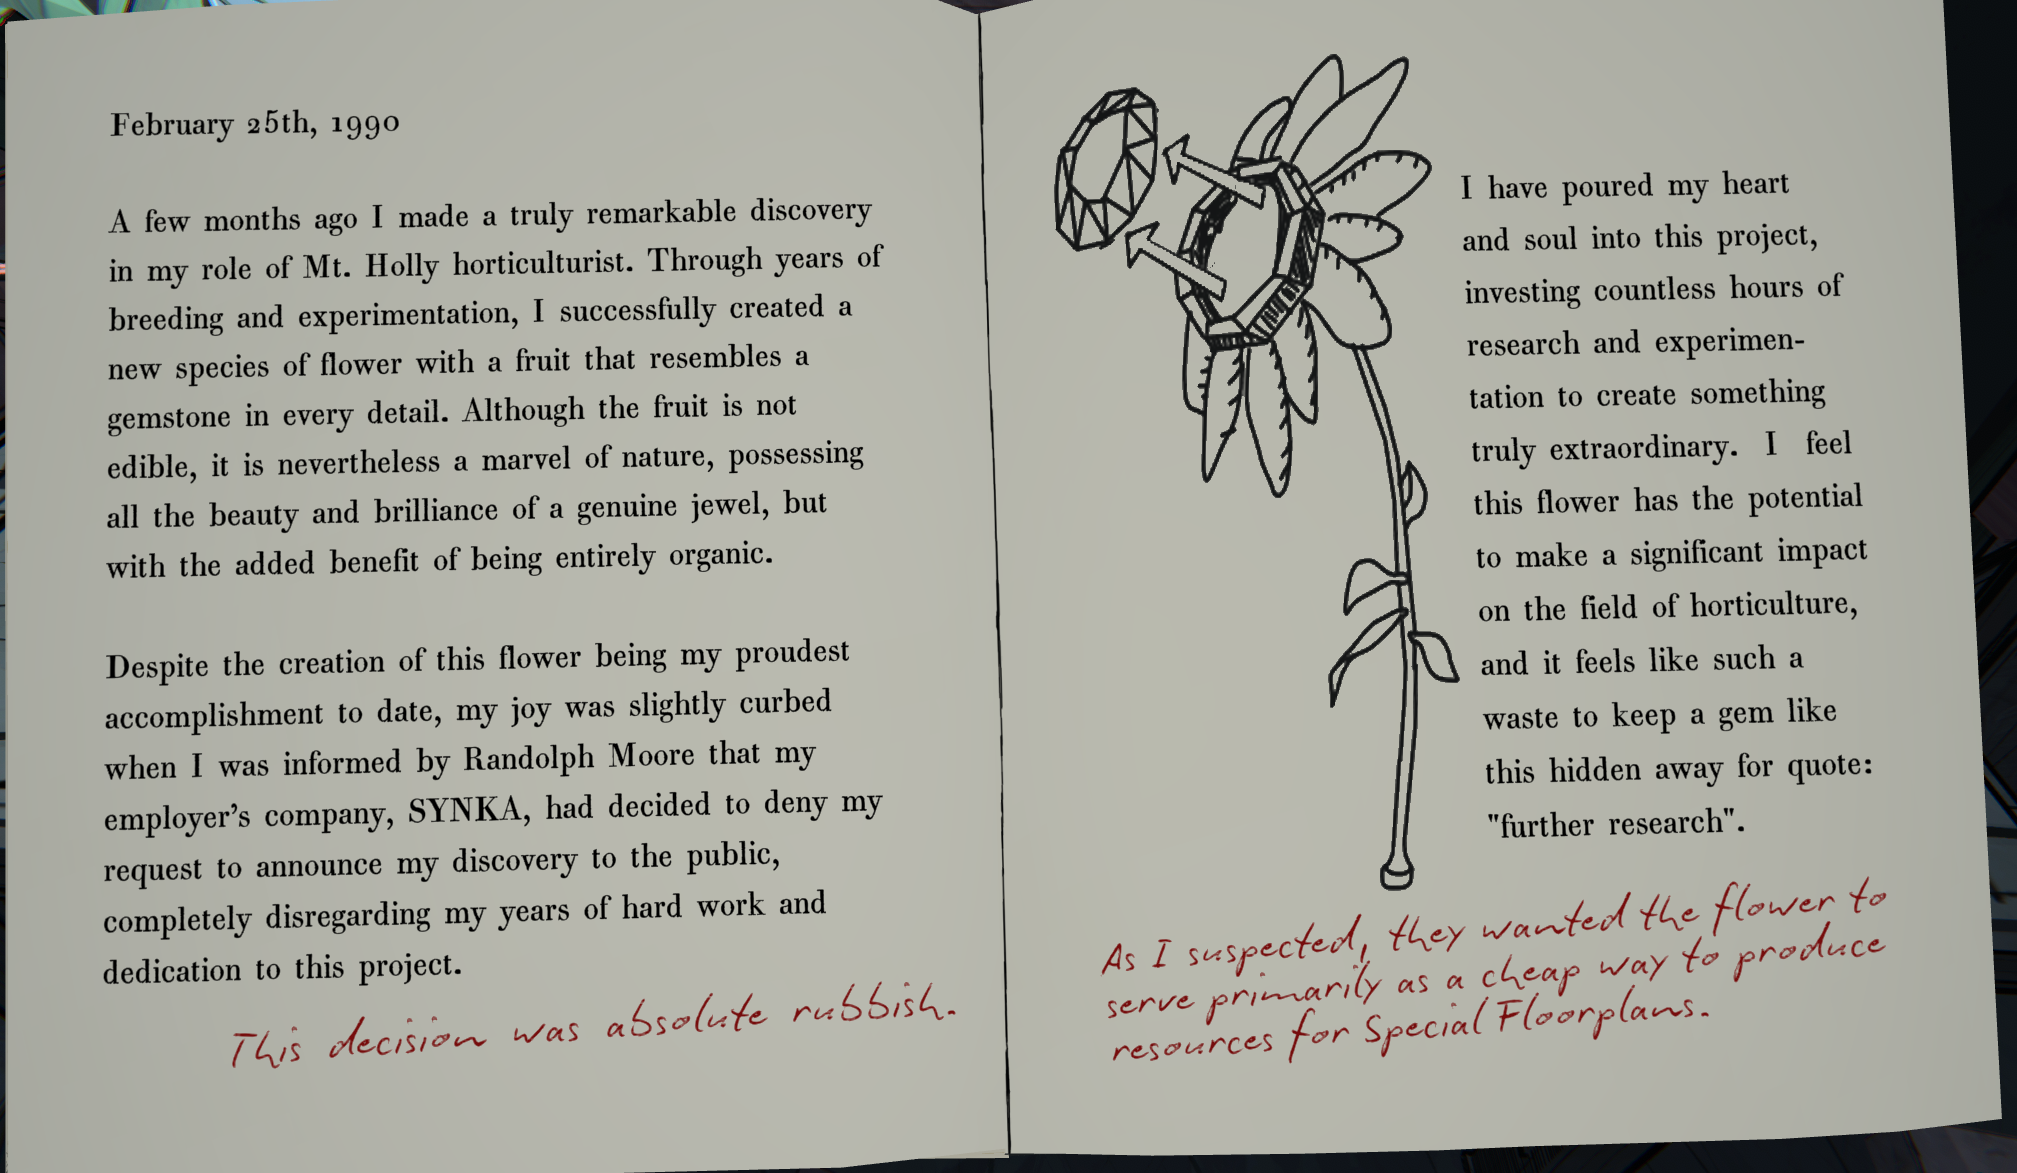 February 25th, 1990
A few months ago I made a truly remarkable discovery
in my role of Mt. Holly horticulturist. Through years of
breeding and experimentation, I successfully created a
new species of flower with a fruit that resembles a
gemstone in every detail. Although the fruit is not
edible, it is nevertheless a marvel of nature, possessing
all the beauty and brilliance of a genuine jewel, but
with the added benefit of being entirely organic.
Despite the creation of this flower being my proudest
accomplishment to date, my joy was slightly curbed
when I was informed by Randolph Moore that my
employer's company, SYNKA, had decided to deny my
request to announce my discovery to the public,
completely disregarding my years of hard work and
dedication to this project.
This decision was absolute rubbish.
I have poured my heart
and soul into this project,
investing countless hours of
research and experimen-
tation to create something
truly extraordinary. I feel
this flower has the potential
to make a significant impact
on the field of horticulture,
and it feels like such a
waste to keep a gem like
this hidden away for quote:
"further research".
As I suspected, they wanted the flower to
serve primarily as a cheap way to produce
resources for Special Floorplans.